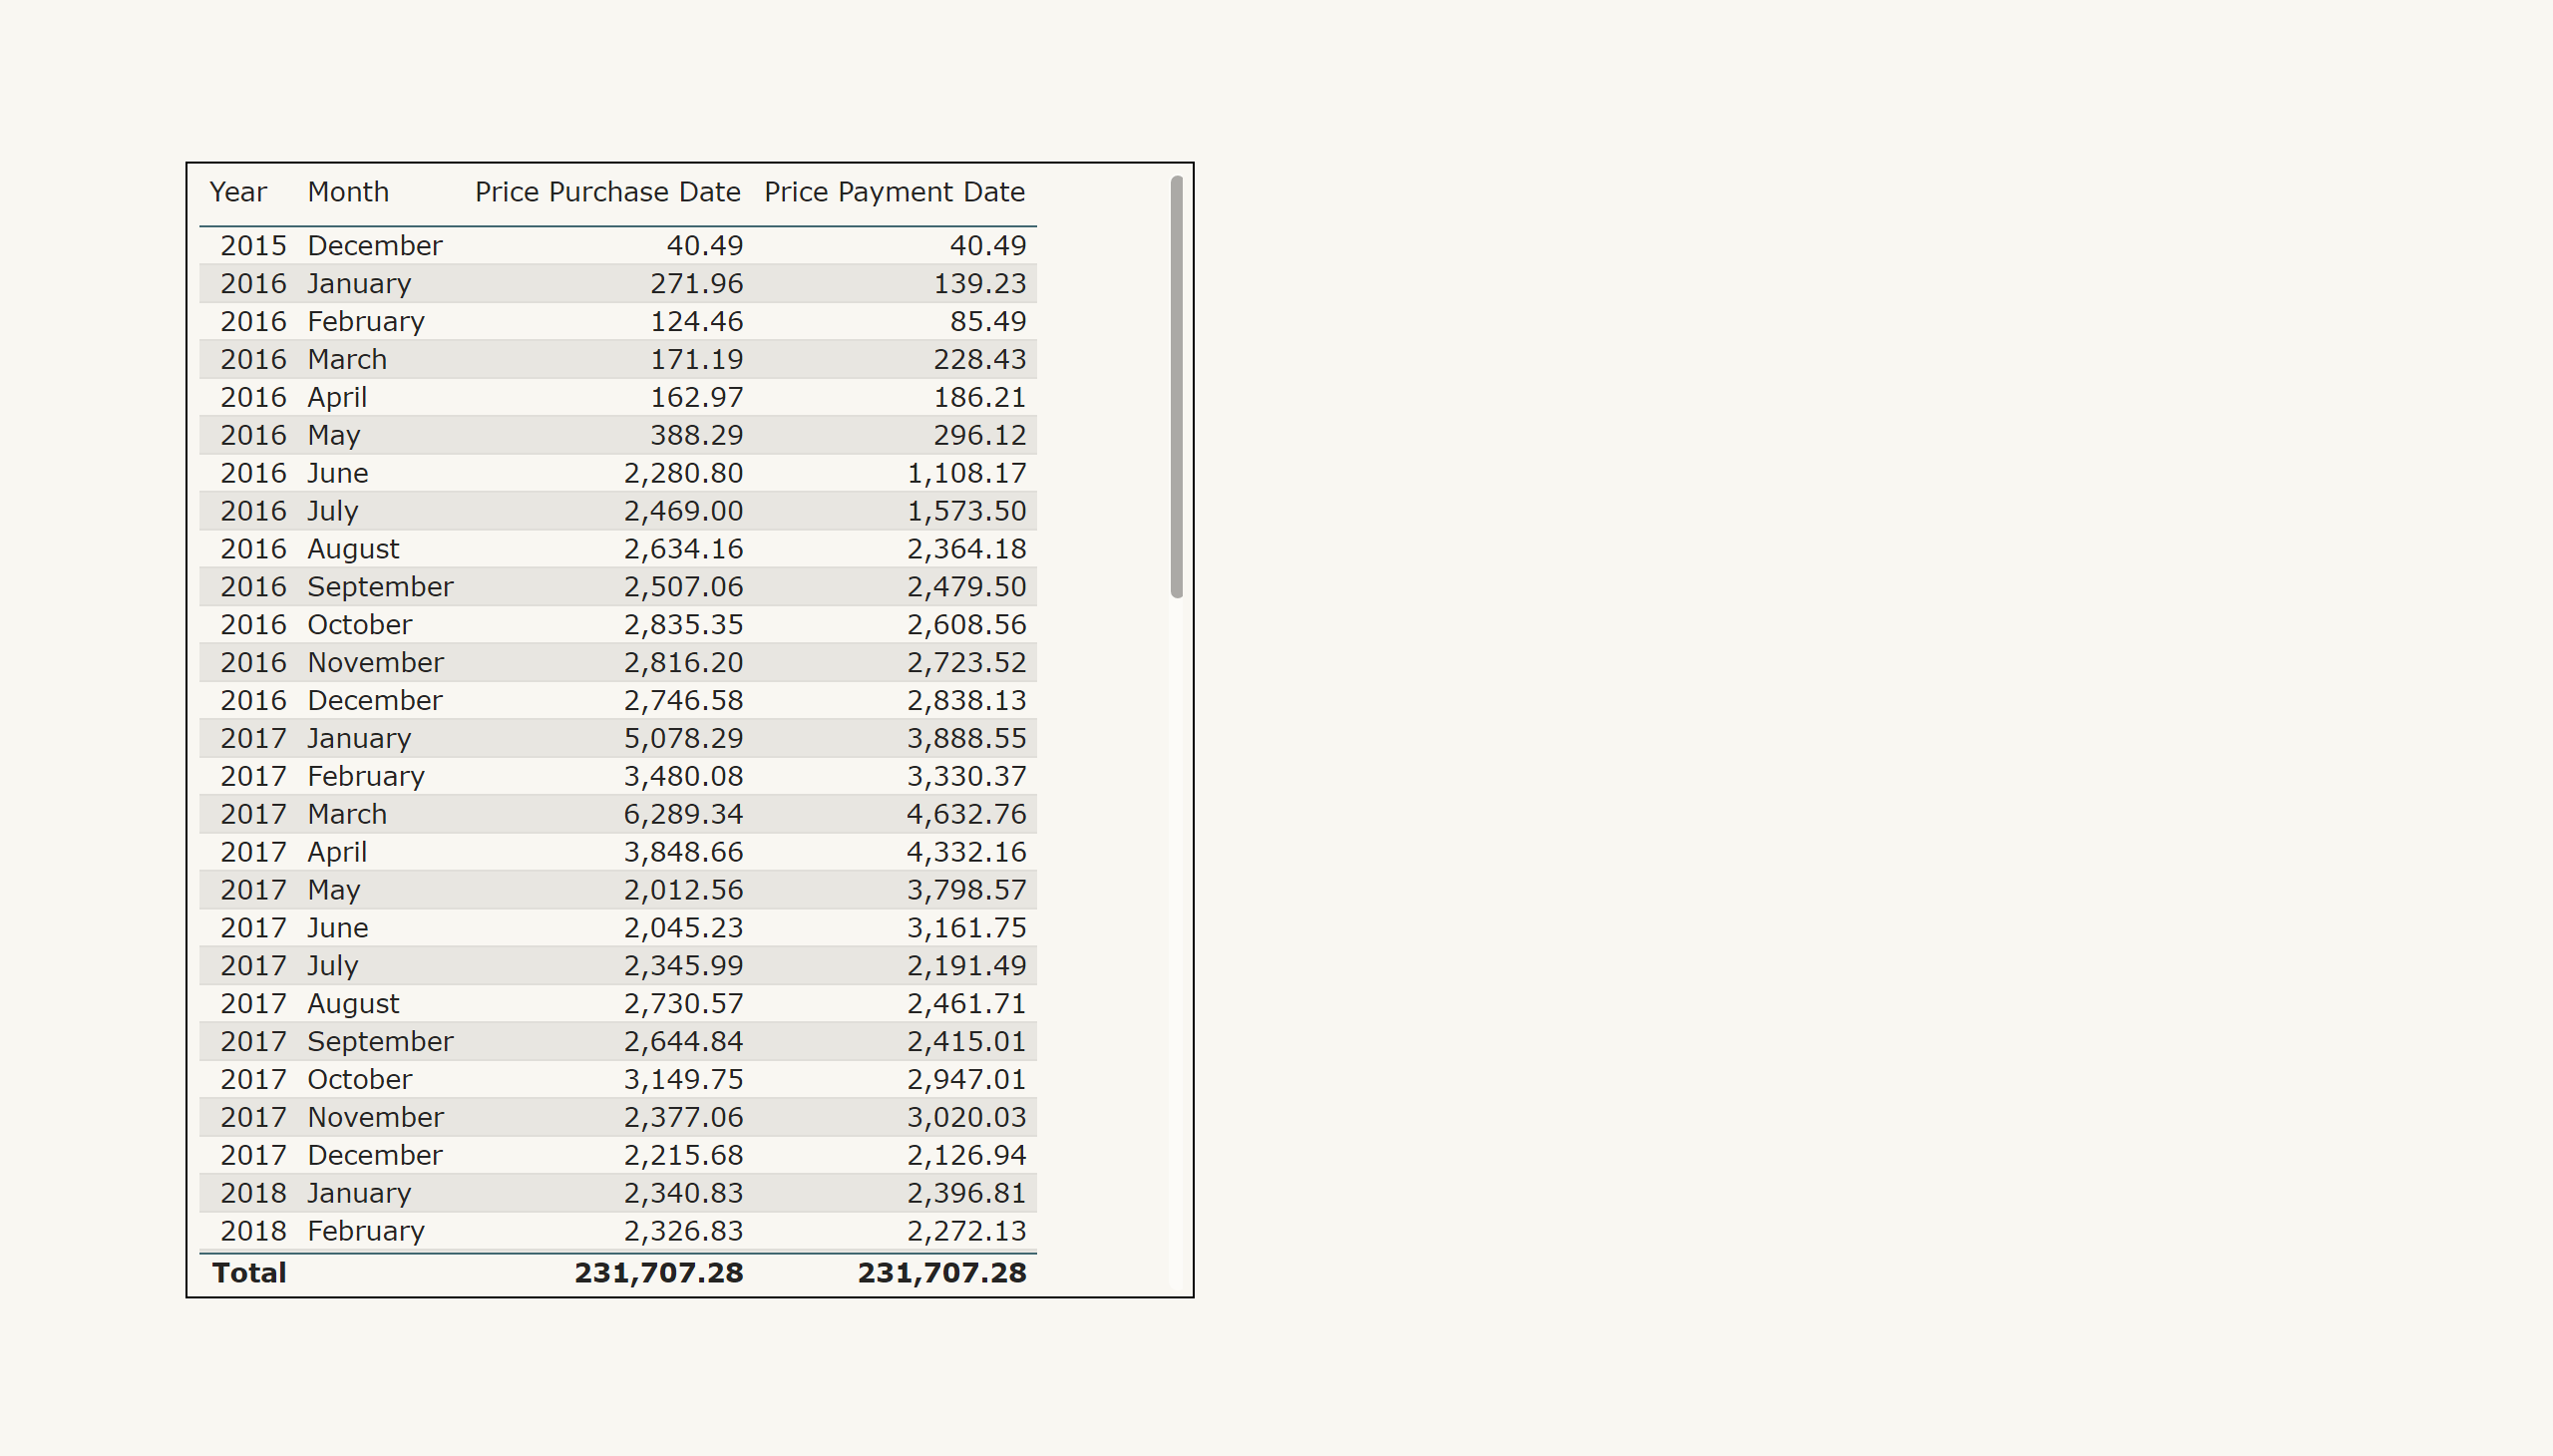 Year Month Price Purchase Date Price Payment Date
2015 December 40.49 40.49
2016 January 271.96 139.23
2016 February 124.46 85.49
2016 March 171.19 228.43
2016 April 162.97 186.21
2016 May 388.29 296.12
2016 June 2,280.80 1,108.17
2016 July 2,469.00 1,573.50
2016 August 2,634.16 2,364.18
2016 September 2,507.06 2,479.50
2016 October 2,835.35 2,608.56
2016 November 2,816.20 2,723.52
2016 December 2,746.58 2,838.13
2017 January 5,078.29 3,888.55
2017 February 3,480.08 3,330.37
2017 March 6,289.34 4,632.76
2017 April 3,848.66 4,332.16
2017 May 2,012.56 3,798.57
2017 June 2,045.23 3,161.75
2017 July 2,345.99 2,191.49
2017 August 2,730.57 2,461.71
2017 September 2,644.84 2,415.01
2017 October 3,149.75 2,947.01
2017 November 2,377.06 3,020.03
2017 December 2,215.68 2,126.94
2018 January 2,340.83 2,396.81
2018 February 2,326.83 2,272.13
Total 231,707.28 231,707.28